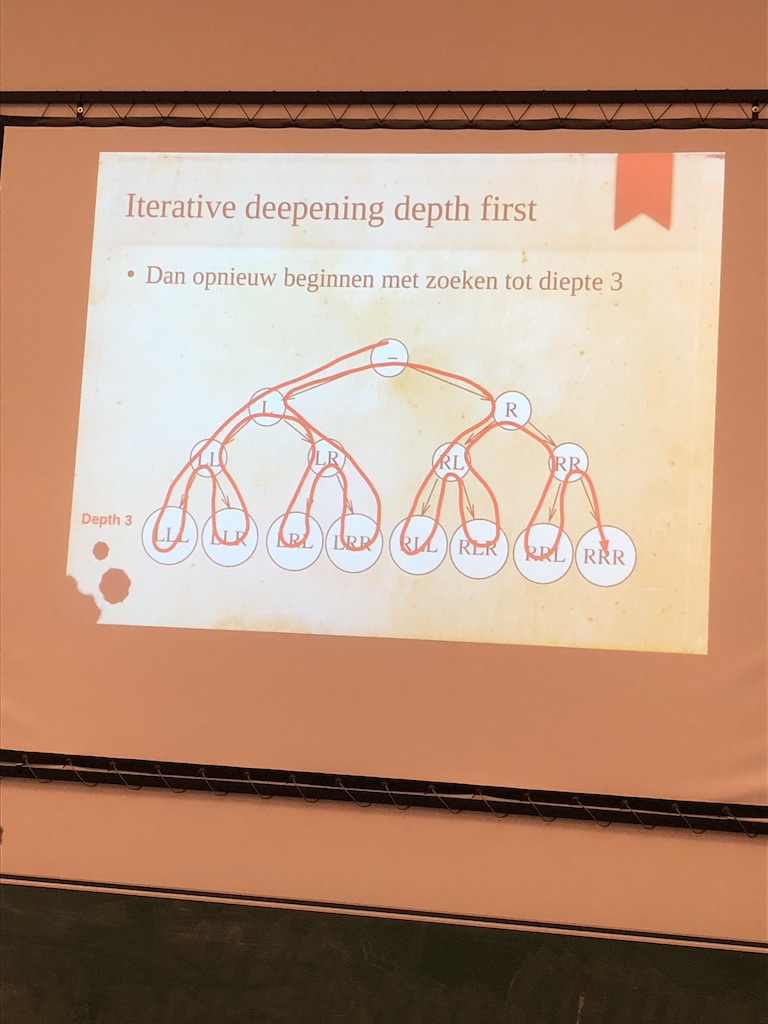 Iterative deepening depth first
• Dan opnieuw beginnen met zoeken tot diepte 3
–
L R
LL LR RL RR
Depth 3
LLL LLR LRL LRR RLL RLR RRL RRR